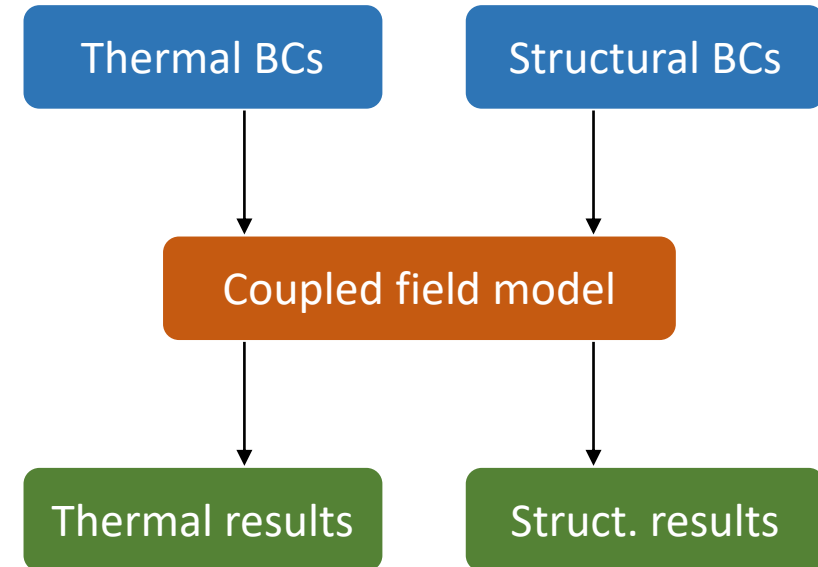 Thermal BCs
Structural BCs
Coupled field model
Thermal results
Struct. results